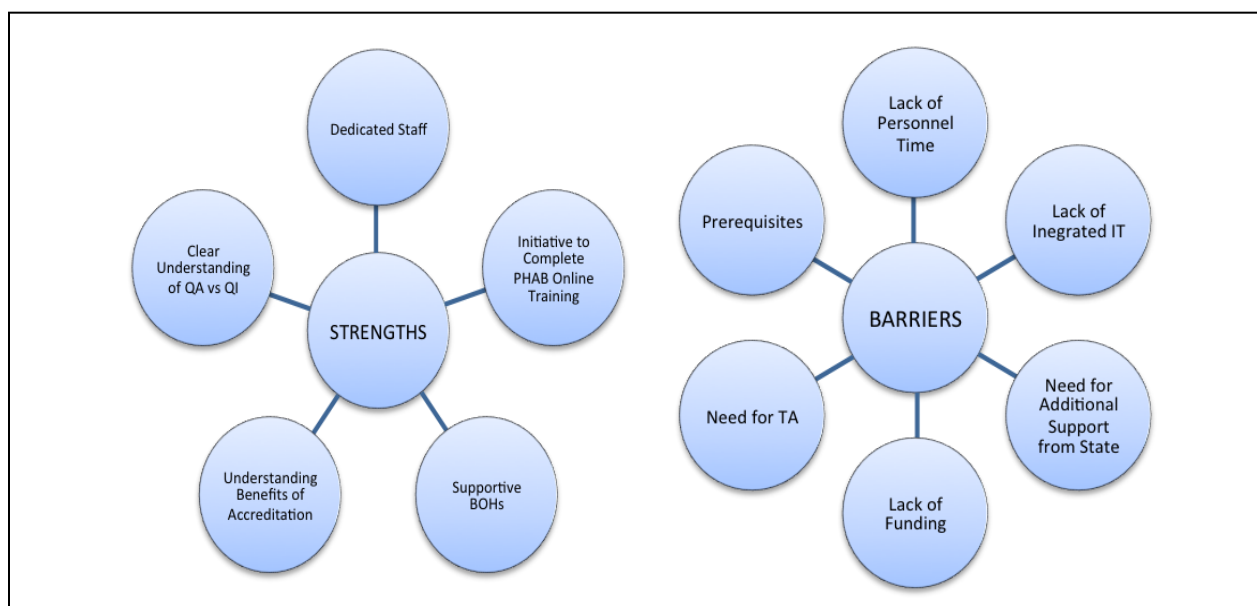 Dedicated Staff
Clear
Understanding
of QA vs QI
Initiative to
Complete
PHAB Online
Training
STRENGTHS
Understanding
Benefits of
Accreditation
Supportive
BOHs
Lack of
Personnel
Time
Prerequisites
Lack of
Inegrated IT
BARRIERS
Need for TA
Need for
Additional
Support
from State
Lack of
Funding